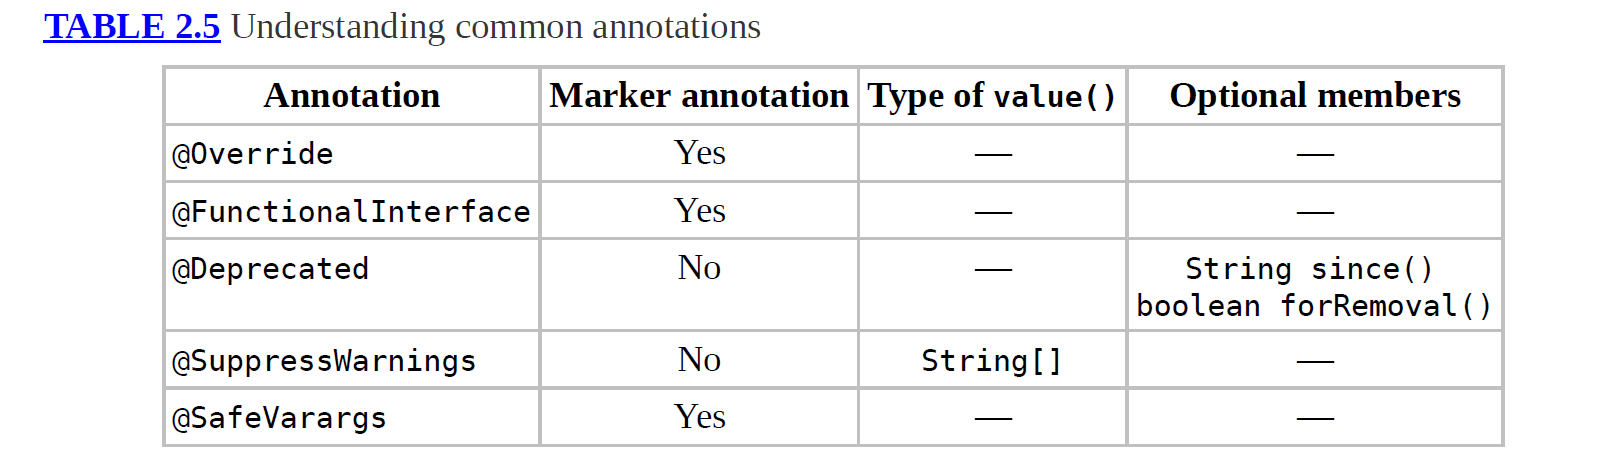 TABLE 2.5 Understanding common annotations
Annotation Marker annotation Type of value() Optional members
@Override Yes — —
@FunctionalInterface Yes — —
@Deprecated No — String since()
boolean forRemoval()
@SuppressWarnings No String[] —
@SafeVarargs Yes — —